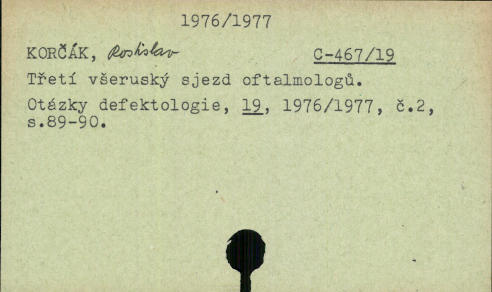 1976/1977
KORČÁK, Rostislav C-467/19
Třetí všeruský sjezd oftalmologů.
Otázky defektologie, 19, 1976/1977, č.2,
s.89-90.